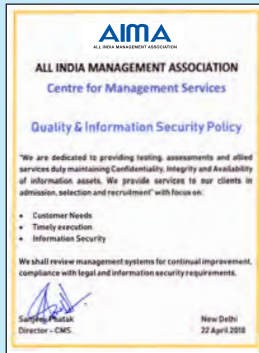 AIMA
ALL INDIA MANAGEMENT ASSOCIATION
ALL INDIA MANAGEMENT ASSOCIATION
Centre for Management Services
Quality & Information Security Policy
"We are dedicated to providing testing, assessments and allied
services duly maintaining Confidentiality, Integrity and Availability
of information assets. We provide services to our clients in
admission, selection and recruitment" with focus on:
• Customer Needs
• Timely execution
• Information Security
We shall review management systems for continual improvement,
compliance with legal and information security requirements.
Sanjeev Phatak
New Delhi
Director - CMS
22 April 2018